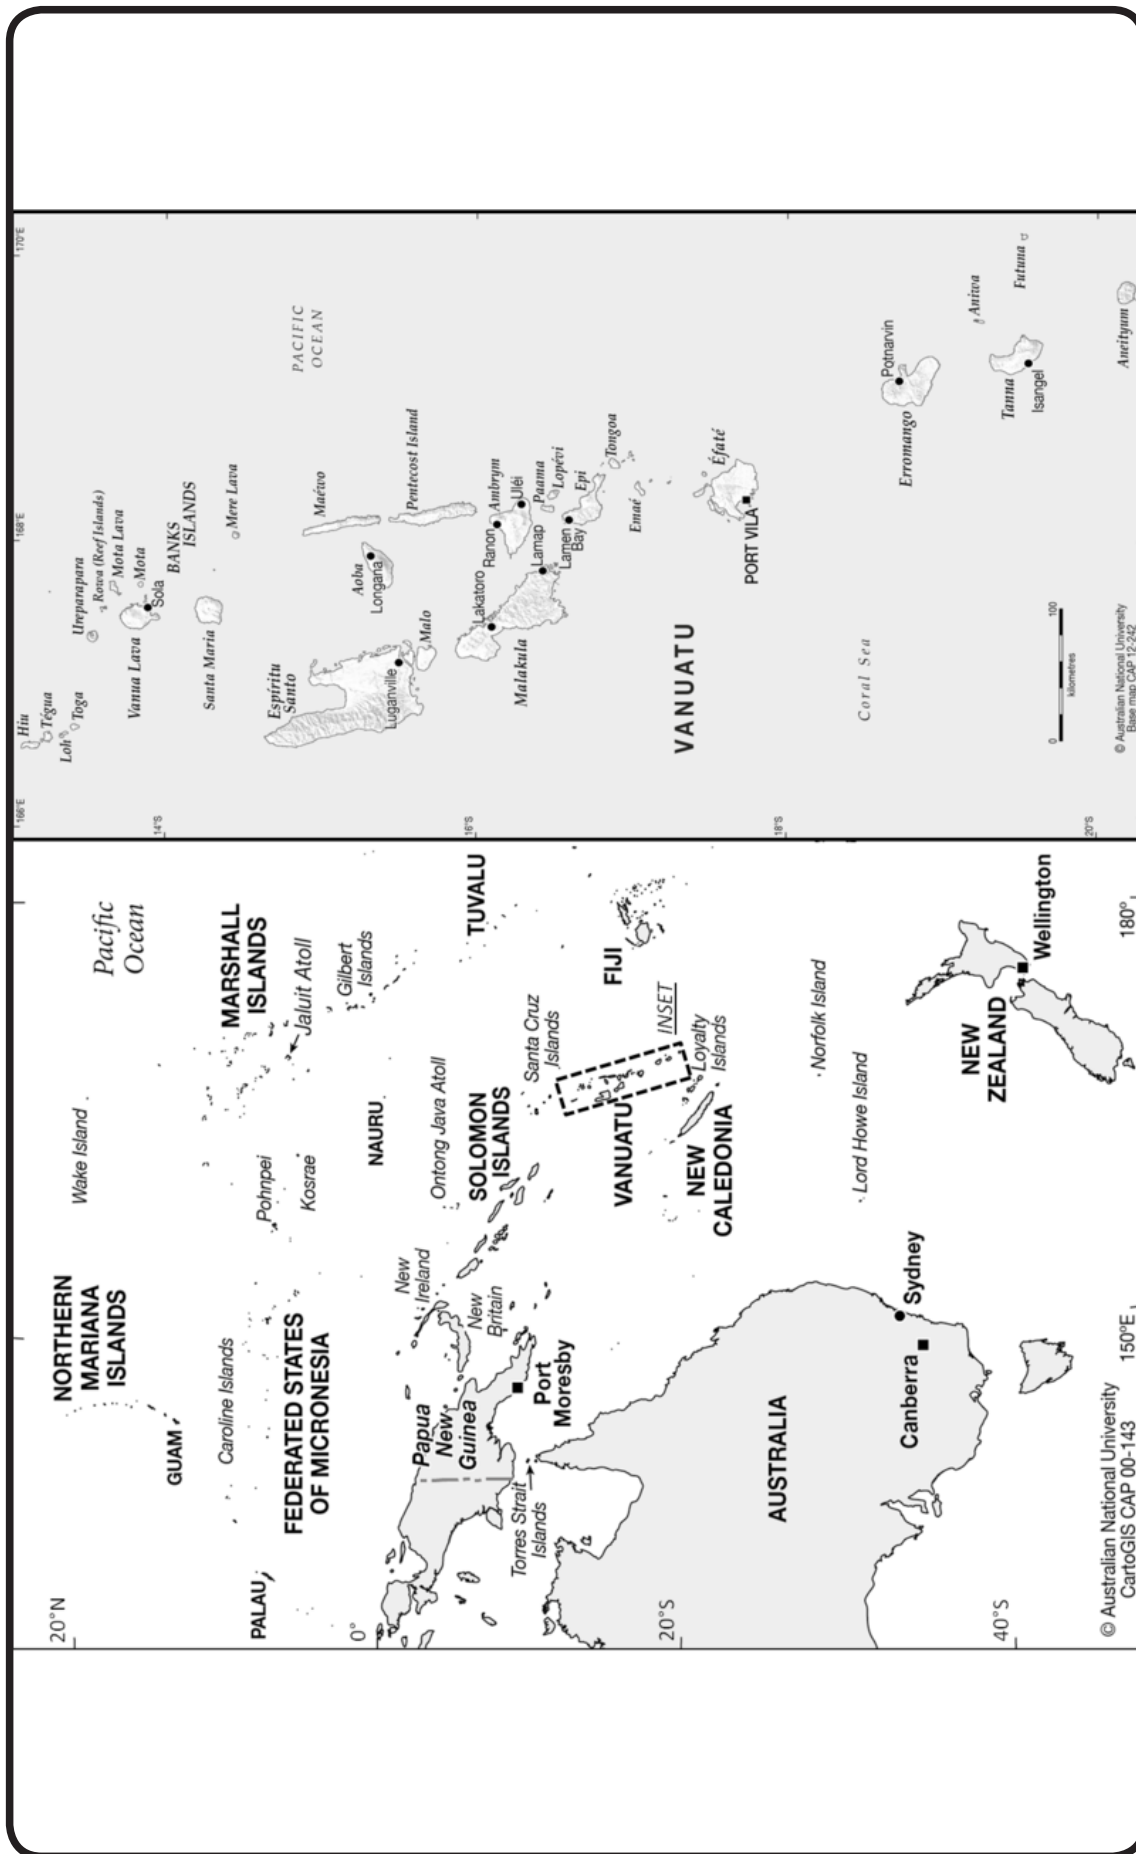 20°N
NORTHERN
MARIANA
ISLANDS
Wake Island
Pacific
Ocean
GUAM
Caroline Islands
MARSHALL
ISLANDS
PALAU
FEDERATED STATES
OF MICRONESIA
Pohnpei
Kosrae
Jaluit Atoll
Gilbert
Islands
0°
NAURU
Papua
New
Guinea
New
Ireland
New
Britain
Ontong Java Atoll
SOLOMON
ISLANDS
TUVALU
Torres Strait
Islands
Port
Moresby
Santa Cruz
Islands
VANUATU
FIJI
INSET
20°S
NEW
CALEDONIA
Loyalty
Islands
AUSTRALIA
Norfolk Island
Lord Howe Island
Canberra
Sydney
NEW
ZEALAND
Wellington
40°S
150°E
180°
© Australian National University
CartoGIS CAP 00-143
166°E
168°E
170°E
Hiu
Tégua
Loh
Toga
Ureparapara
Rowa (Reef Islands)
Mota Lava
Mota
Vanua Lava
Sola
BANKS
ISLANDS
14°S
Santa Maria
Mere Lava
Espíritu
Santo
PACIFIC
OCEAN
Maéwo
Aoba
Longana
Luganville
Malo
Pentecost Island
16°S
Lakatoro
Ranon
Ambrym
Uléi
Malakula
Lamap
Paama
Lopévi
Lamen
Bay
Epi
Tongoa
Emaé
VANUATU
Éfaté
PORT VILA
18°S
Coral Sea
Potnarvin
Erromango
Aniwa
Tanna
Isangel
Futuna
0
100
kilometres
20°S
Aneityum
© Australian National University
Base map CAP 12-242